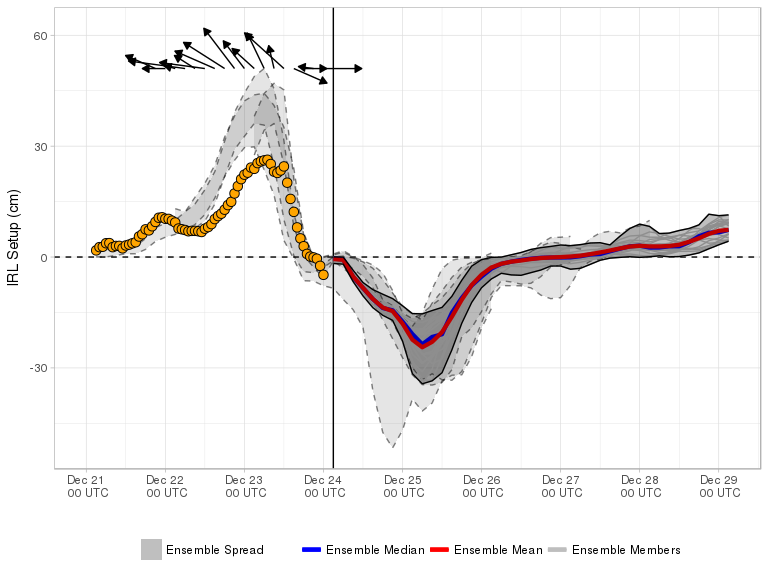 60
30
0
-30
IRL Setup (cm)
Dec 21 Dec 22 Dec 23 Dec 24 Dec 25 Dec 26 Dec 27 Dec 28 Dec 29
00 UTC 00 UTC 00 UTC 00 UTC 00 UTC 00 UTC 00 UTC 00 UTC 00 UTC
Ensemble Spread Ensemble Median Ensemble Mean Ensemble Members